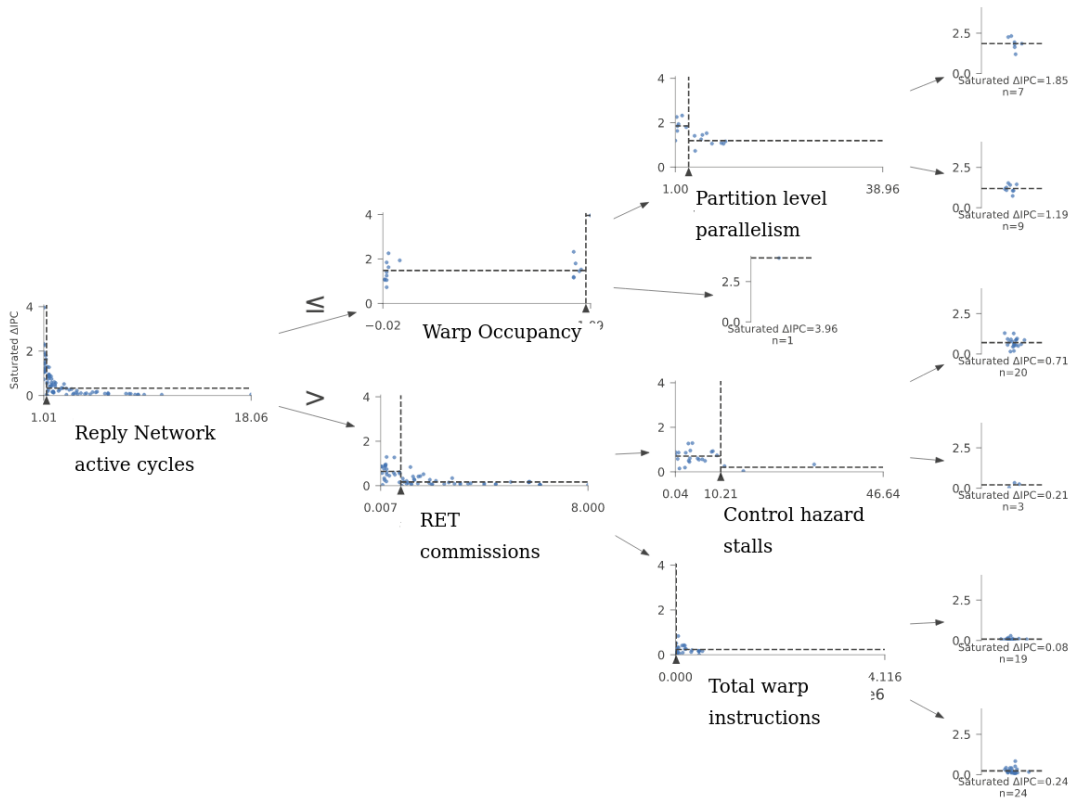 Saturated ΔIPC
4
2
0
1.01
18.06
Reply Network
active cycles
≤
>
4
2
0
−0.02
Warp Occupancy
4
2
0
0.007
8.000
RET
commissions
4
2
0
1.00
38.96
Partition level
parallelism
2.5
0.0
Saturated ΔIPC=3.96
n=1
4
2
0
0.04
10.21
46.64
Control hazard
stalls
4
2
0
0.000
4.116
e6
Total warp
instructions
2.5
0.0
Saturated ΔIPC=1.85
n=7
2.5
0.0
Saturated ΔIPC=1.19
n=9
2.5
0.0
Saturated ΔIPC=0.71
n=20
2.5
0.0
Saturated ΔIPC=0.21
n=3
2.5
0.0
Saturated ΔIPC=0.08
n=19
2.5
0.0
Saturated ΔIPC=0.24
n=24